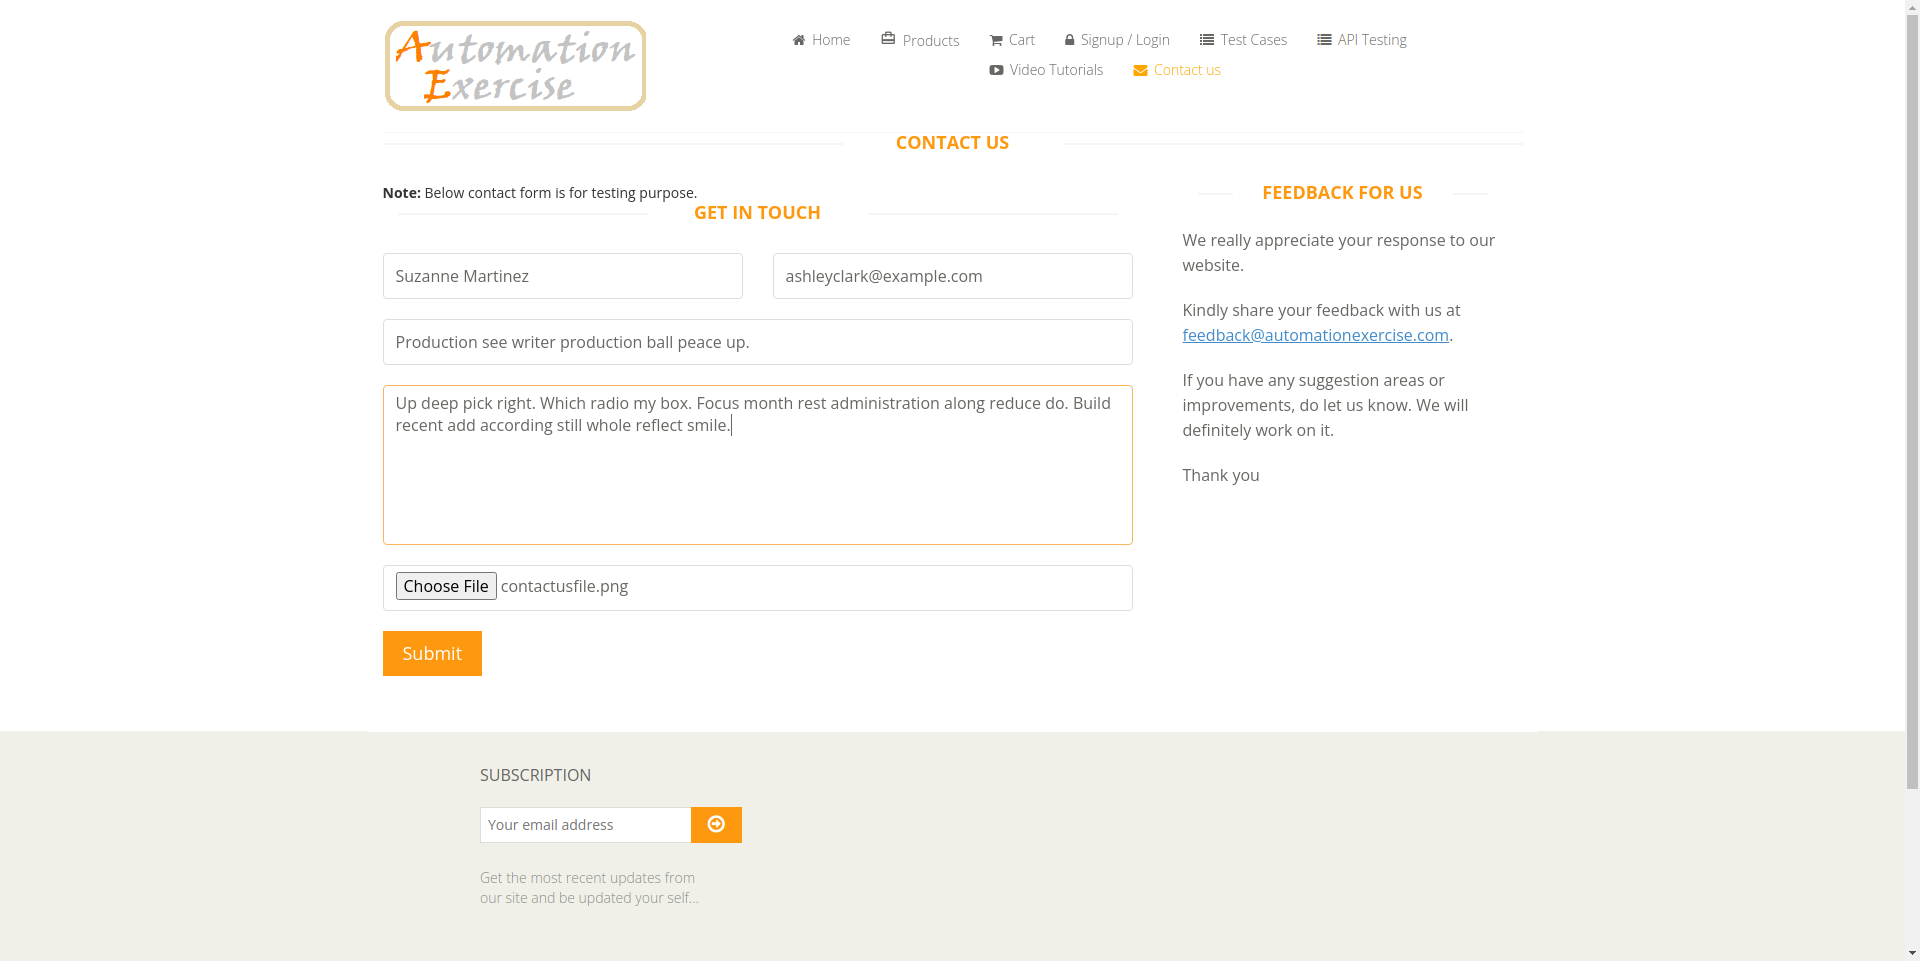 Automation
Exercise
Home
Products
Cart
Signup / Login
Test Cases
API Testing
Video Tutorials
Contact us
CONTACT US
Note: Below contact form is for testing purpose.
GET IN TOUCH
Suzanne Martinez
ashleyclark@example.com
Production see writer production ball peace up.
Up deep pick right. Which radio my box. Focus month rest administration along reduce do. Build
recent add according still whole reflect smile.
Choose File contactusfile.png
Submit
FEEDBACK FOR US
We really appreciate your response to our
website.
Kindly share your feedback with us at
feedback@automationexercise.com.
If you have any suggestion areas or
improvements, do let us know. We will
definitely work on it.
Thank you
SUBSCRIPTION
Your email address
Get the most recent updates from
our site and be updated your self...